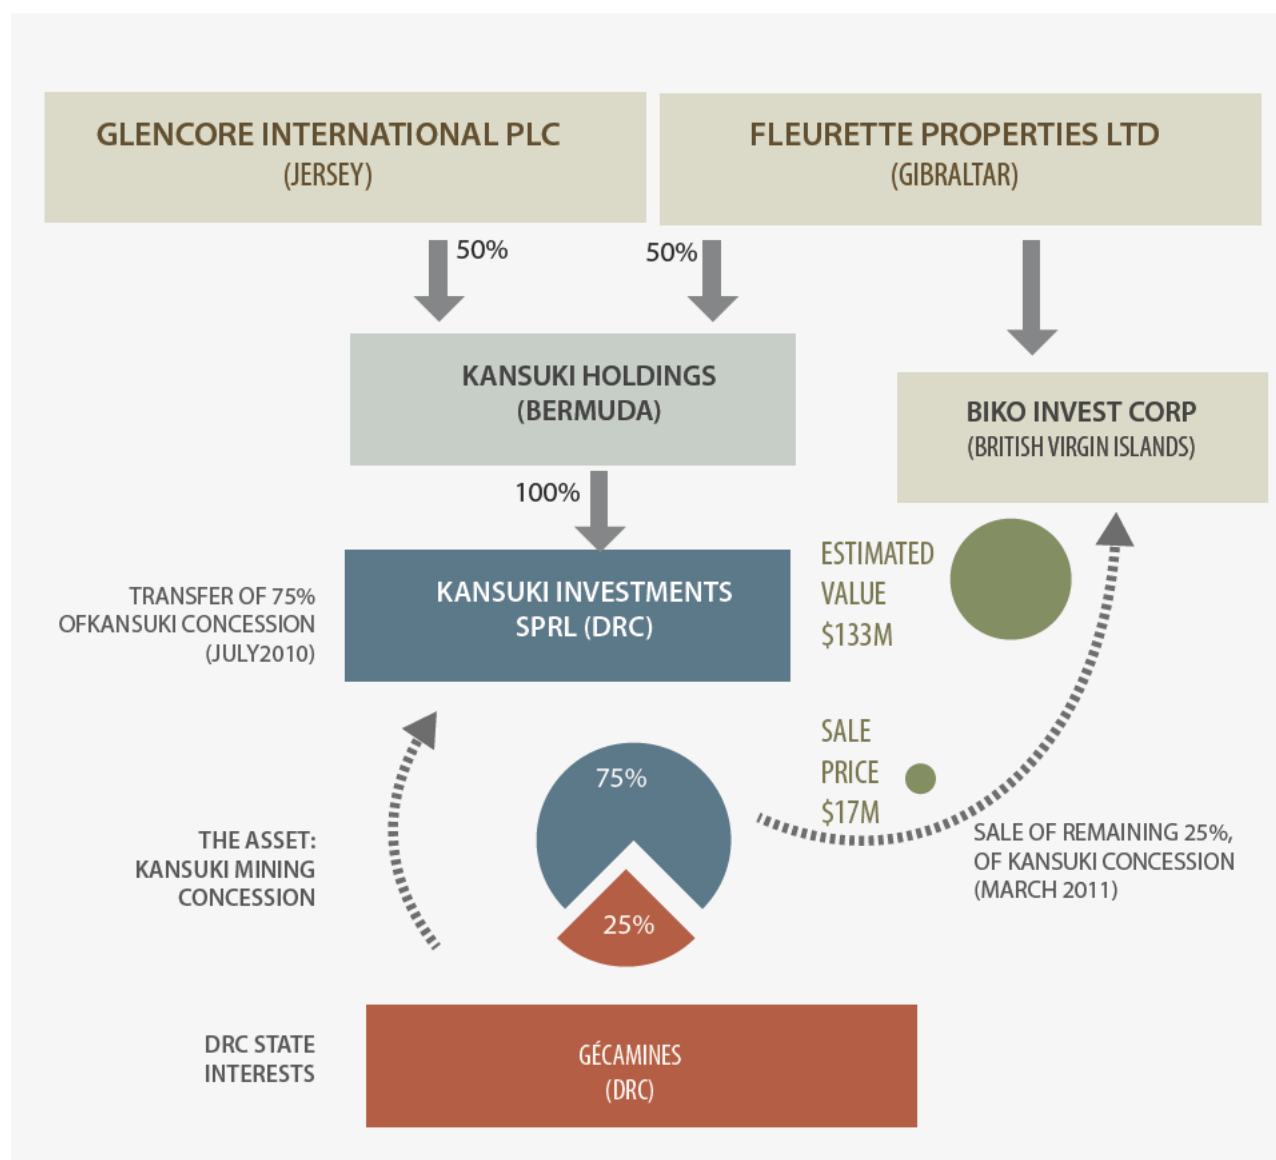 GLENCORE INTERNATIONAL PLC
(JERSEY)
FLEURETTE PROPERTIES LTD
(GIBRALTAR)
50%
50%
KANSUKI HOLDINGS
(BERMUDA)
BIKO INVEST CORP
(BRITISH VIRGIN ISLANDS)
100%
TRANSFER OF 75%
OFKANSUKI CONCESSION
(JULY2010)
KANSUKI INVESTMENTS
SPRL (DRC)
ESTIMATED
VALUE
$133M
SALE
PRICE
$17M
75%
25%
THE ASSET:
KANSUKI MINING
CONCESSION
SALE OF REMAINING 25%,
OF KANSUKI CONCESSION
(MARCH 2011)
DRC STATE
INTERESTS
GÉCAMINES
(DRC)